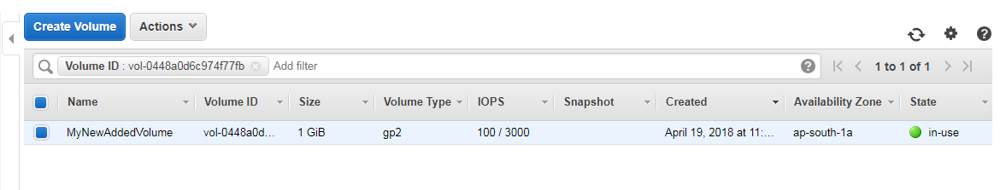 Create Volume Actions
Volume ID : vol-0448a0d6c974f77fb Add filter 1 to 1 of 1
Name Volume ID Size Volume Type IOPS Snapshot Created Availability Zone State
MyNewAddedVolume vol-0448a0d... 1 GiB gp2 100 / 3000 April 19, 2018 at 11:... ap-south-1a in-use